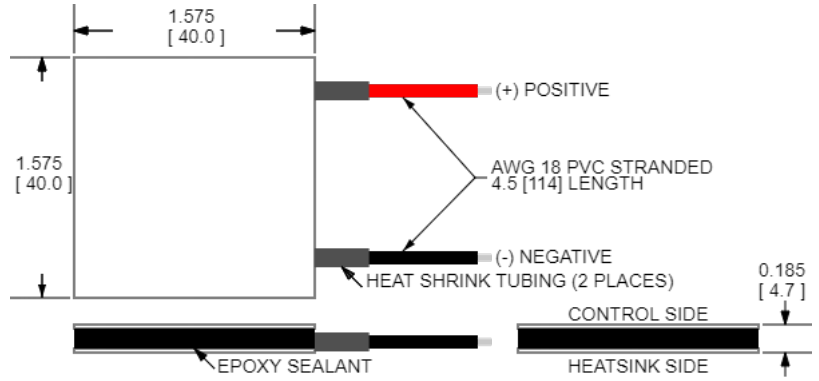 1.575
[ 40.0 ]
(+) POSITIVE
1.575
[ 40.0 ]
AWG 18 PVC STRANDED
4.5 [114] LENGTH
(-) NEGATIVE
HEAT SHRINK TUBING (2 PLACES)
0.185
[ 4.7 ]
CONTROL SIDE
EPOXY SEALANT
HEATSINK SIDE